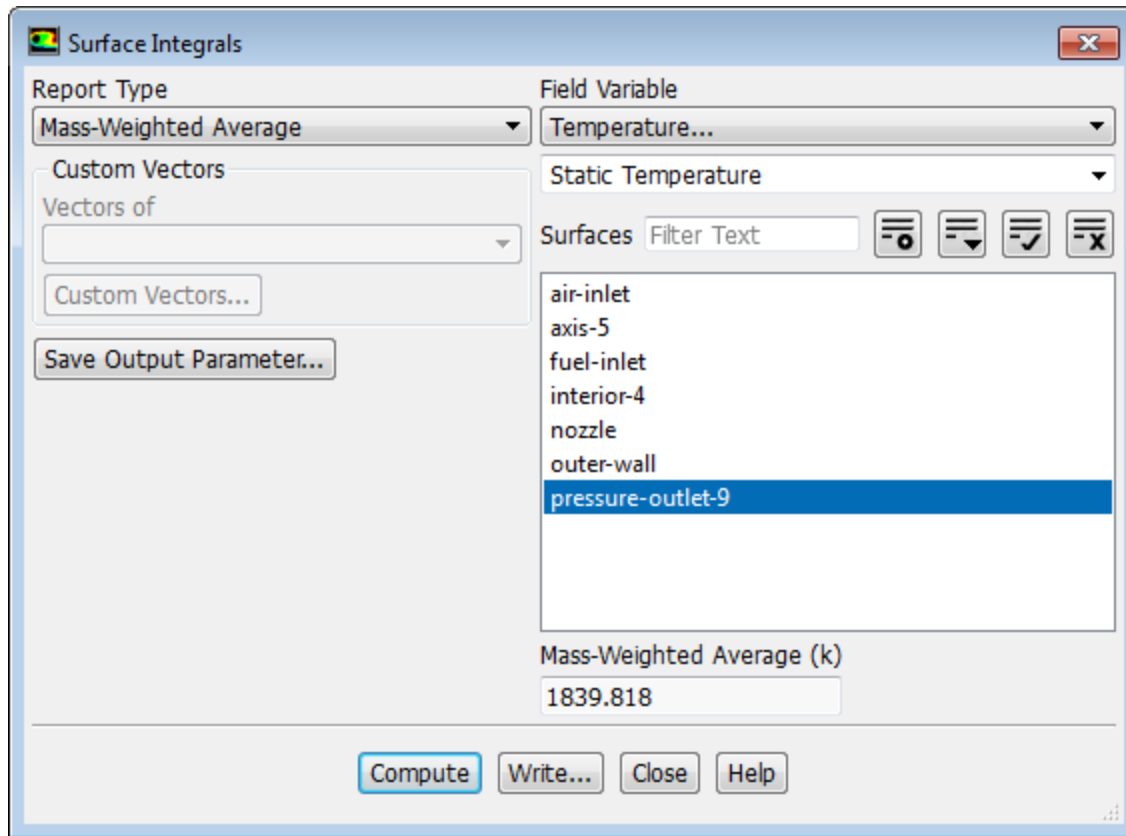 Surface Integrals
Report Type
Mass-Weighted Average
Custom Vectors
Vectors of
Custom Vectors...
Save Output Parameter...
Field Variable
Temperature...
Static Temperature
Surfaces Filter Text
air-inlet
axis-5
fuel-inlet
interior-4
nozzle
outer-wall
pressure-outlet-9
Mass-Weighted Average (k)
1839.818
Compute Write... Close Help